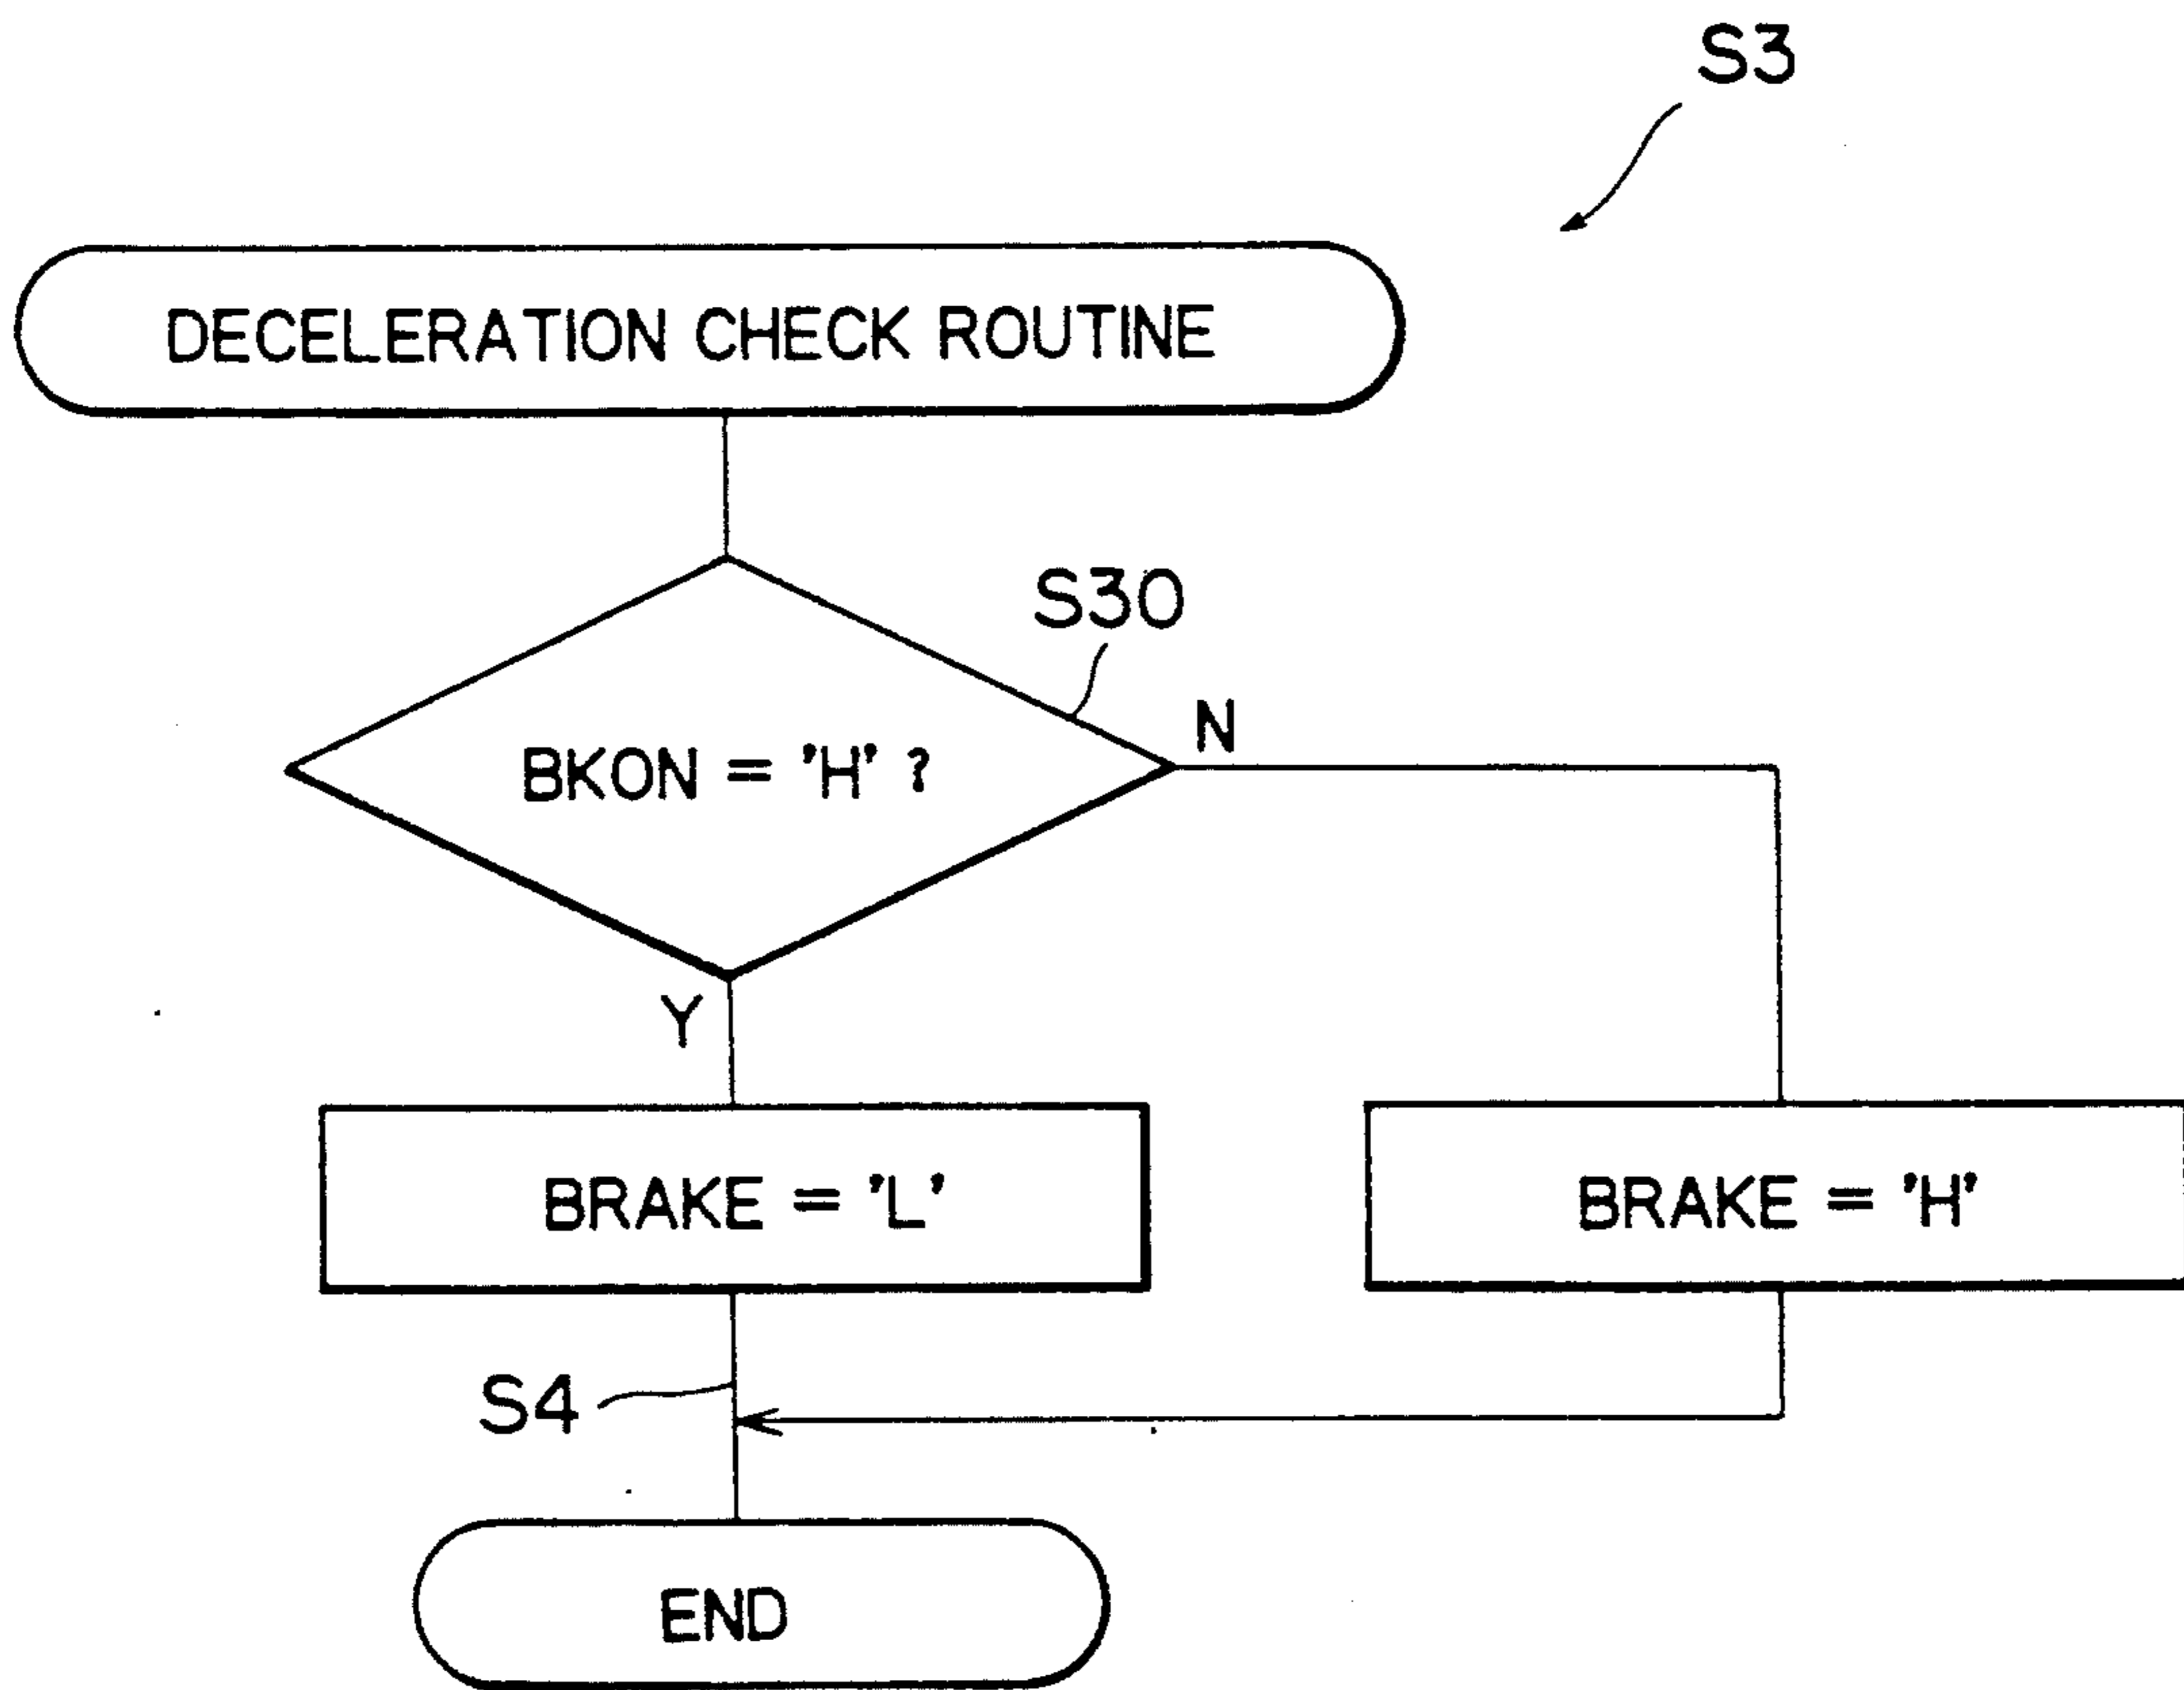 S3
DECELERATION CHECK ROUTINE
S30
BKON = 'H' ?
N
Y
BRAKE = 'L'
BRAKE = 'H'
S4
END